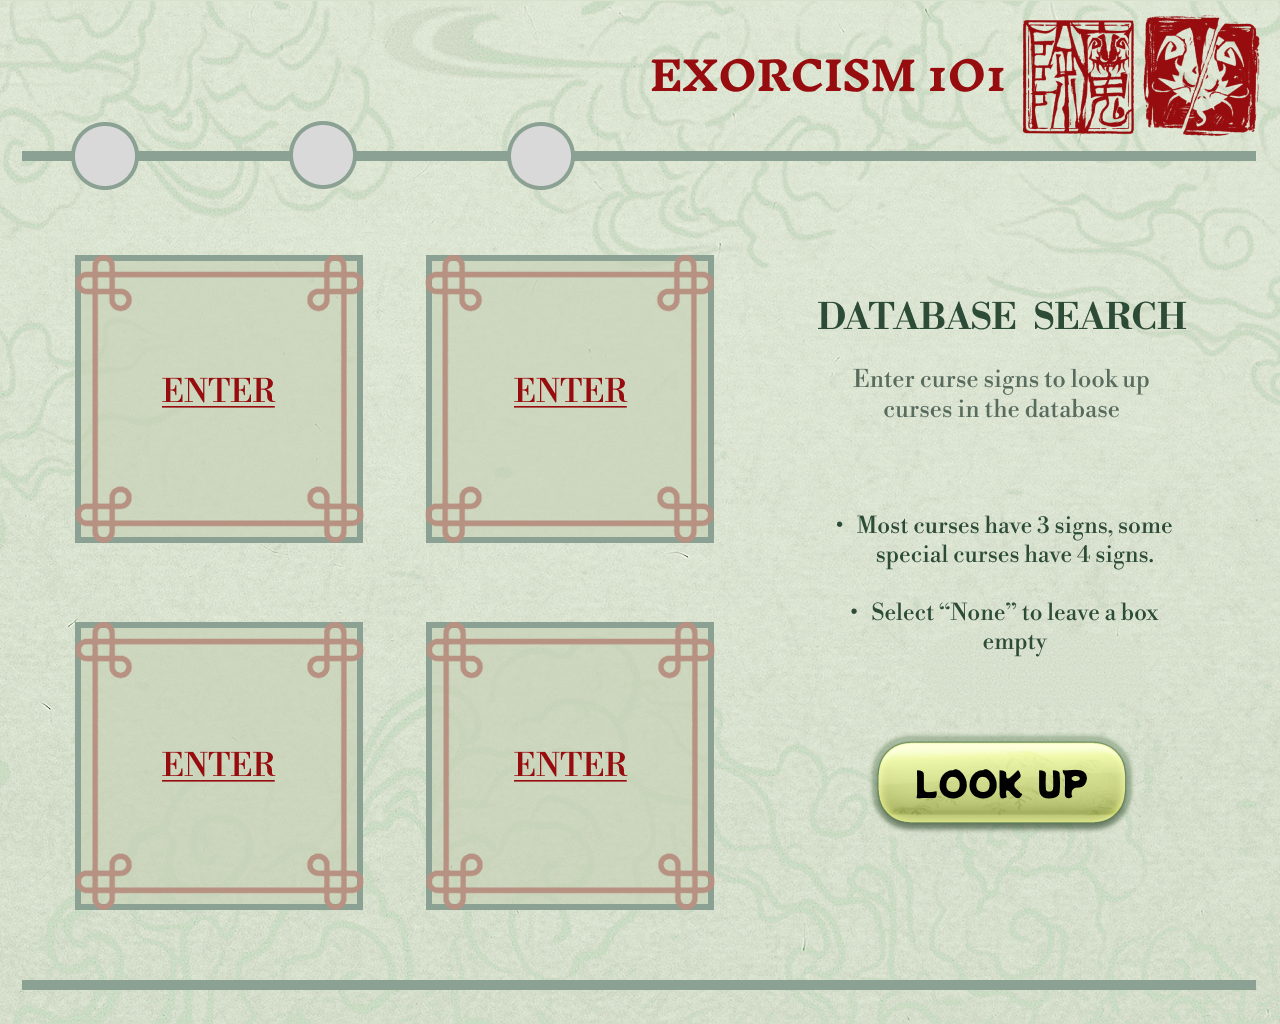 EXORCISM 101
ENTER
ENTER
ENTER
ENTER
DATABASE SEARCH
Enter curse signs to look up
curses in the database
• Most curses have 3 signs, some
special curses have 4 signs.
• Select “None” to leave a box
empty
LOOK UP